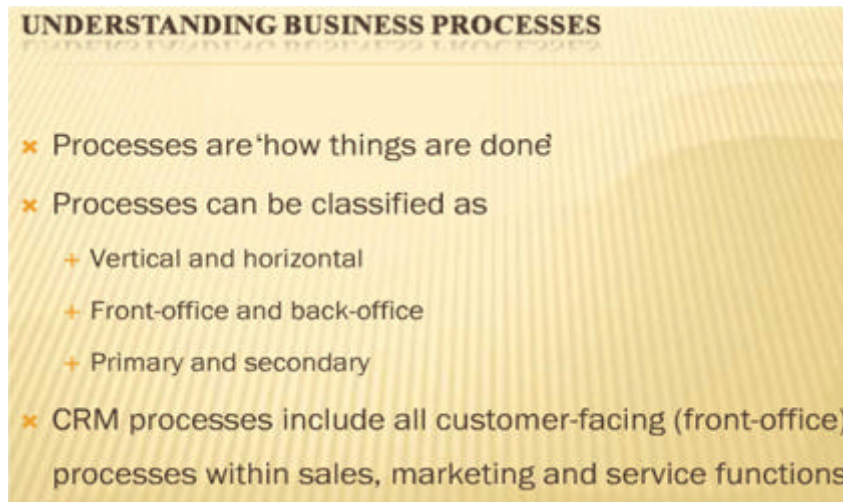 UNDERSTANDING BUSINESS PROCESSES
Processes are ‘how things are done’
Processes can be classified as
Vertical and horizontal
Front-office and back-office
Primary and secondary
CRM processes include all customer-facing (front-office)
processes within sales, marketing and service functions